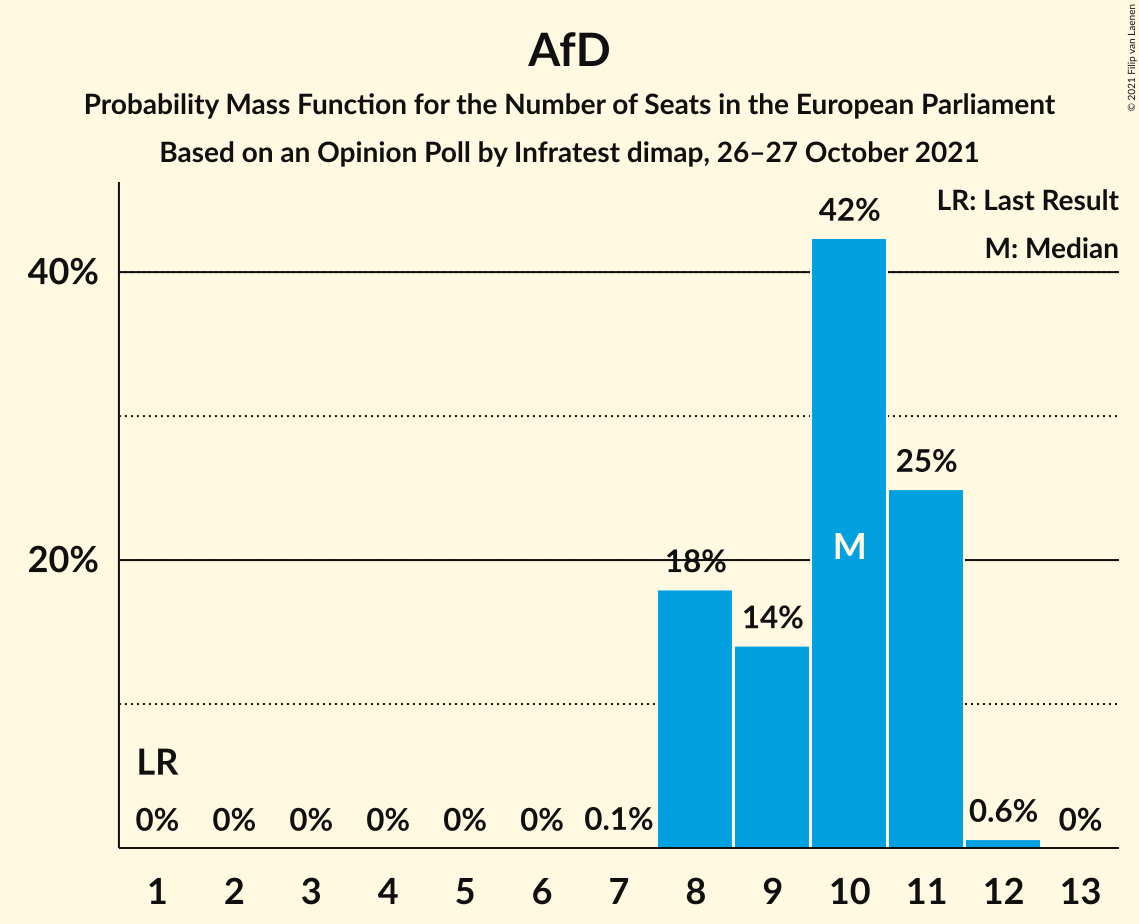 AfD
Probability Mass Function for the Number of Seats in the European Parliament
Based on an Opinion Poll by Infratest dimap, 26–27 October 2021
© 2021 Filip van Laenen
LR: Last Result
M: Median
40%
20%
42%
25%
M
18%
14%
LR
0% 0% 0% 0% 0% 0% 0.1% 0.6% 0%
1 2 3 4 5 6 7 8 9 10 11 12 13